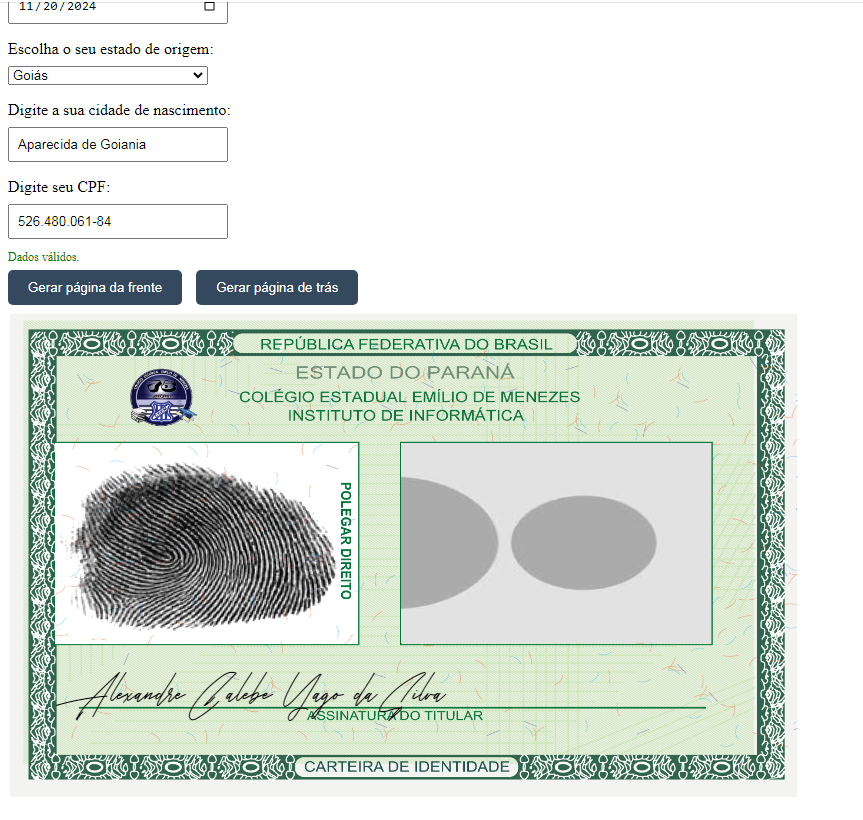 11/20/2024
Escolha o seu estado de origem:
Goiás
Digite a sua cidade de nascimento:
Aparecida de Goiania
Digite seu CPF:
526.480.061-84
Dados válidos.
Gerar página da frente
Gerar página de trás
REPÚBLICA FEDERATIVA DO BRASIL
ESTADO DO PARANÁ
COLÉGIO ESTADUAL EMÍLIO DE MENEZES
INSTITUTO DE INFORMÁTICA
POLEGAR DIREITO
Alexandre Calebe Yago da Silva
ASSINATURA DO TITULAR
CARTEIRA DE IDENTIDADE